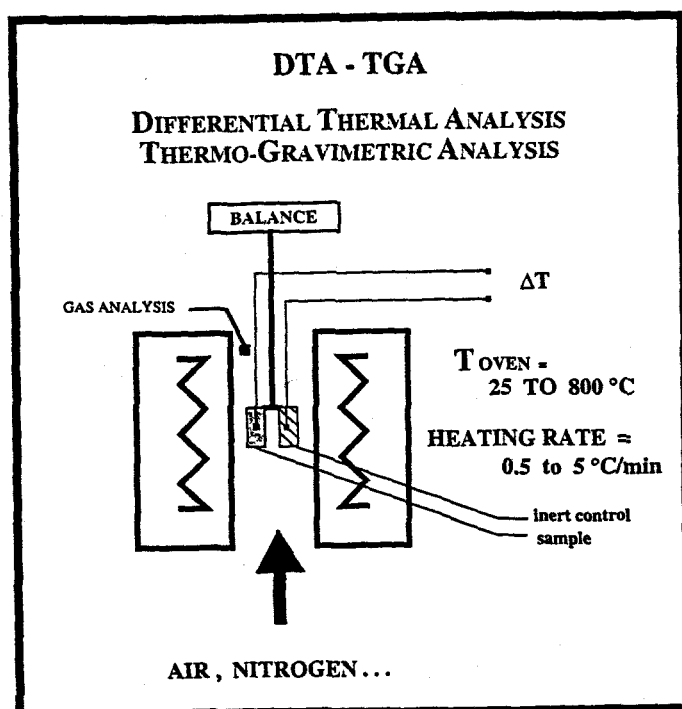 DTA - TGA
DIFFERENTIAL THERMAL ANALYSIS
THERMO-GRAVIMETRIC ANALYSIS
BALANCE
ΔT
GAS ANALYSIS
T OVEN =
25 TO 800 °C
HEATING RATE =
0.5 to 5 °C/min
inert control
sample
AIR , NITROGEN ...